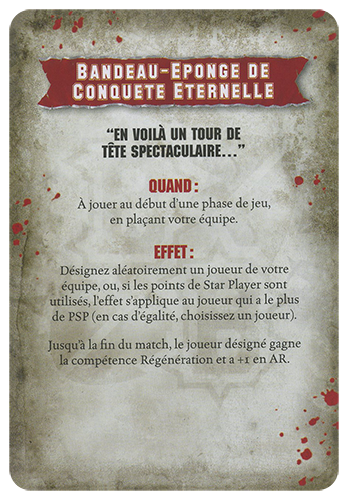 BANDEAU-EPONGE DE
CONQUETE ETERNELLE
“EN VOILÀ UN TOUR DE
TÊTE SPECTACULAIRE…”
QUAND :
À jouer au début d’une phase de jeu,
en plaçant votre équipe.
EFFET :
Désignez aléatoirement un joueur de votre
équipe, ou, si les points de Star Player sont
utilisés, l’effet s’applique au joueur qui a le plus
de PSP (en cas d’égalité, choisissez un joueur).
Jusqu’à la fin du match, le joueur désigné gagne
la compétence Régénération et a +1 en AR.